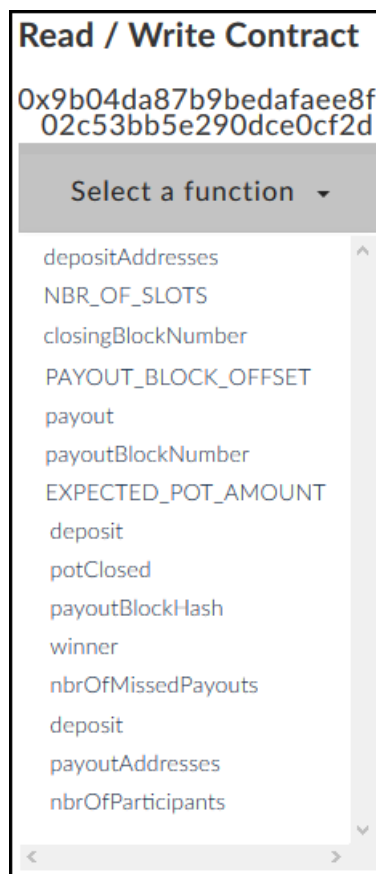 Read / Write Contract
0x9b04da87b9bedafaee8f
02c53bb5e290dce0cf2d
Select a function
depositAddresses
NBR_OF_SLOTS
closingBlockNumber
PAYOUT_BLOCK_OFFSET
payout
payoutBlockNumber
EXPECTED_POT_AMOUNT
deposit
potClosed
payoutBlockHash
winner
nbrOfMissedPayouts
deposit
payoutAddresses
nbrOfParticipants